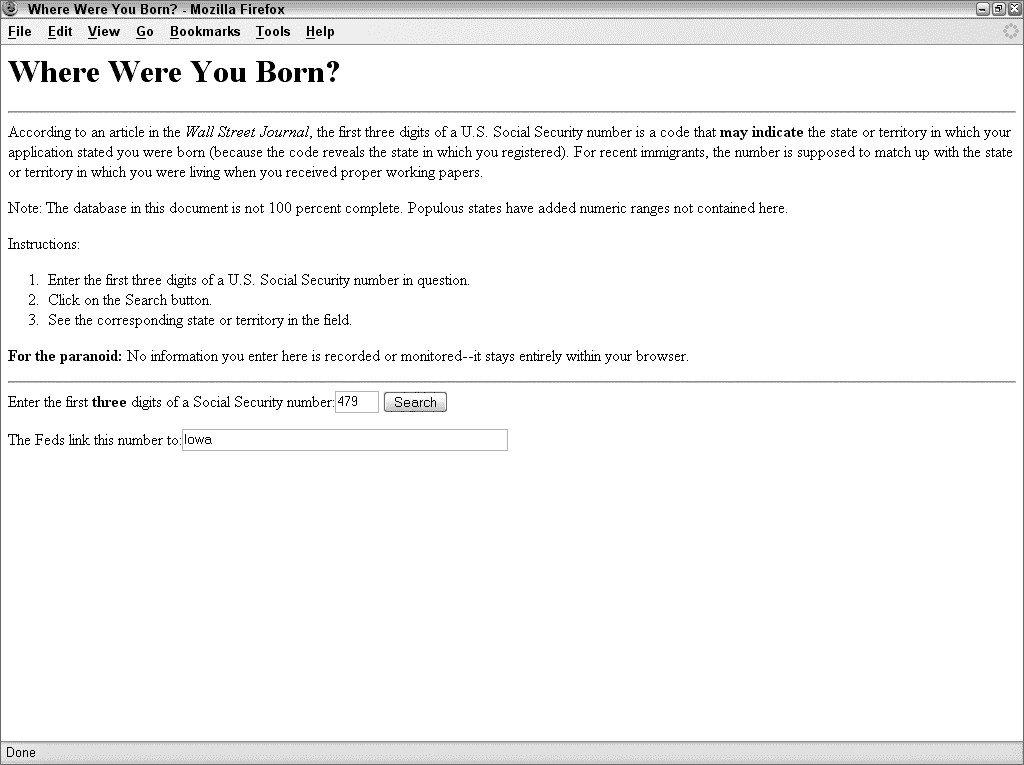 Where Were You Born? - Mozilla Firefox
File Edit View Go Bookmarks Tools Help
Where Were You Born?
According to an article in the Wall Street Journal, the first three digits of a U.S. Social Security number is a code that may indicate the state or territory in which your
application stated you were born (because the code reveals the state in which you registered). For recent immigrants, the number is supposed to match up with the state
or territory in which you were living when you received proper working papers.
Note: The database in this document is not 100 percent complete. Populous states have added numeric ranges not contained here.
Instructions:
1. Enter the first three digits of a U.S. Social Security number in question.
2. Click on the Search button.
3. See the corresponding state or territory in the field.
For the paranoid: No information you enter here is recorded or monitored--it stays entirely within your browser.
Enter the first three digits of a Social Security number: 479 Search
The Feds link this number to: Iowa
Done